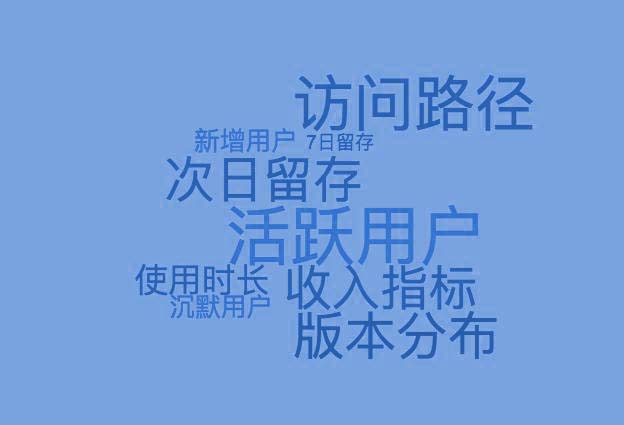 访问路径
新增用户 7日留存
次日留存
活跃用户
使用时长 收入指标
沉默用户
版本分布